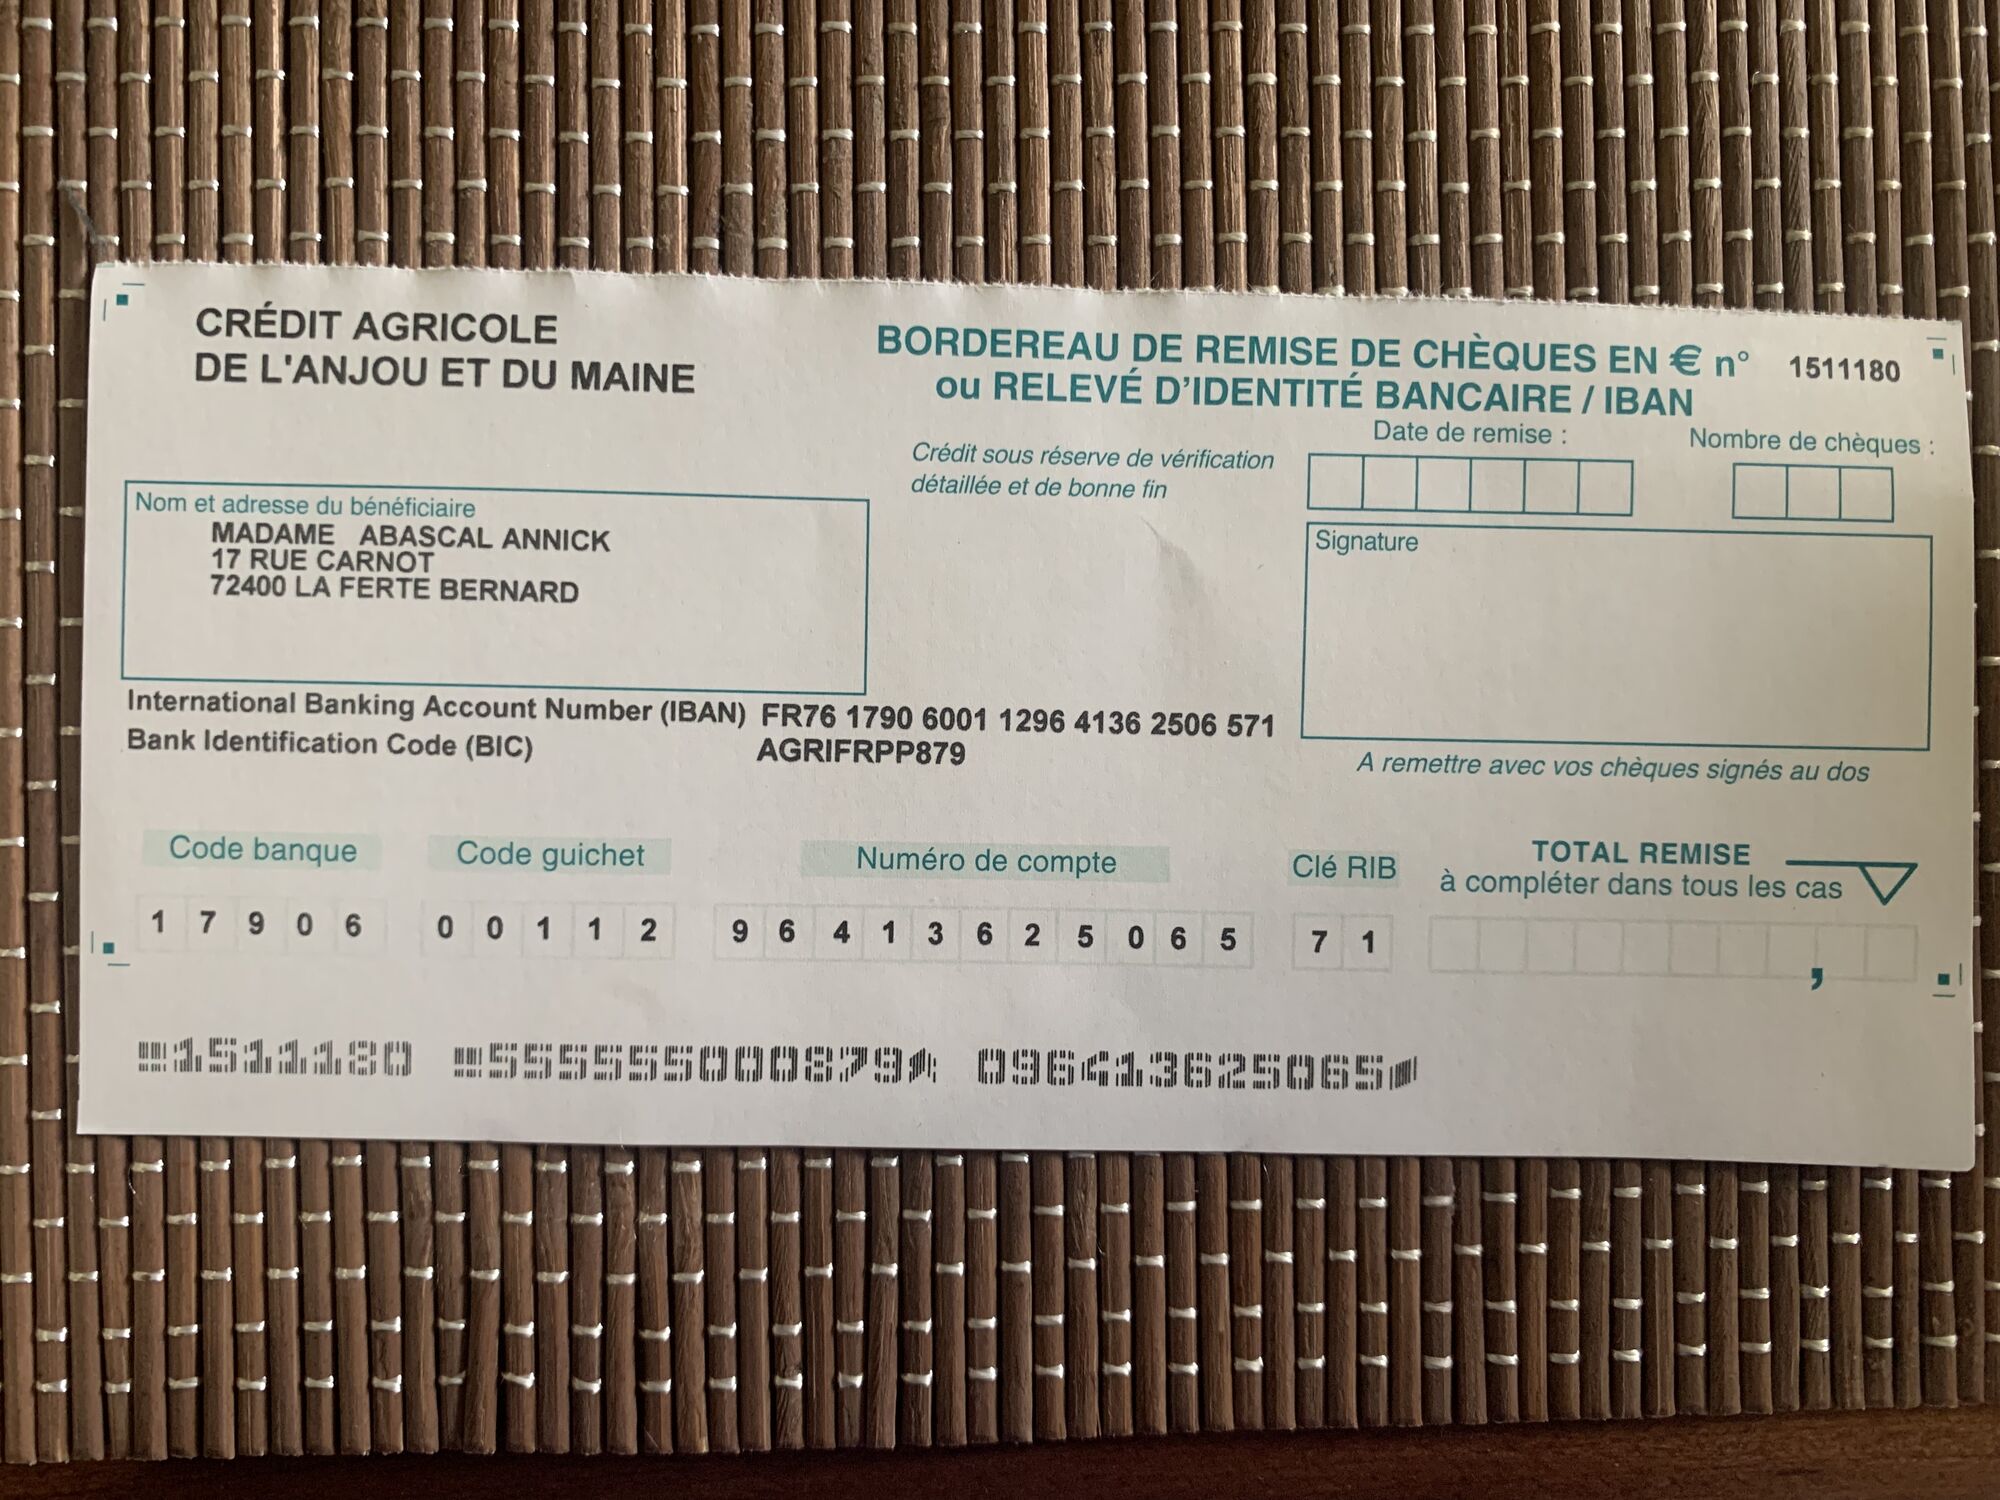 CRÉDIT AGRICOLE
DE L'ANJOU ET DU MAINE
BORDEREAU DE REMISE DE CHÈQUES EN € n° 1511180
ou RELEVÉ D'IDENTITÉ BANCAIRE / IBAN
Crédit sous réserve de vérification
détaillée et de bonne fin
Date de remise :
Nombre de chèques :
Nom et adresse du bénéficiaire
MADAME ABASCAL ANNICK
17 RUE CARNOT
72400 LA FERTE BERNARD
Signature
International Banking Account Number (IBAN) FR76 1790 6001 1296 4136 2506 571
Bank Identification Code (BIC) AGRIFRPP879
A remettre avec vos chèques signés au dos
Code banque Code guichet Numéro de compte Clé RIB
TOTAL REMISE
à compléter dans tous les cas
1 7 9 0 6 0 0 1 1 2 9 6 4 1 3 6 2 5 0 6 5 7 1
,
1511180 555555000879 096413625065